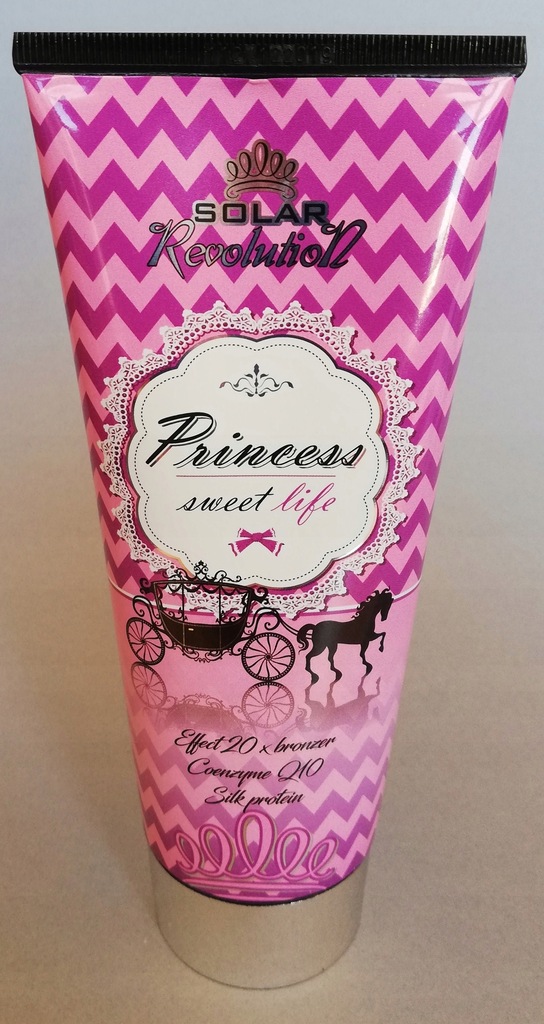 SOLAR
Revolution
Princess
sweet life
Effect 20 x bronzer
Coenzyme Q10
Silk protein